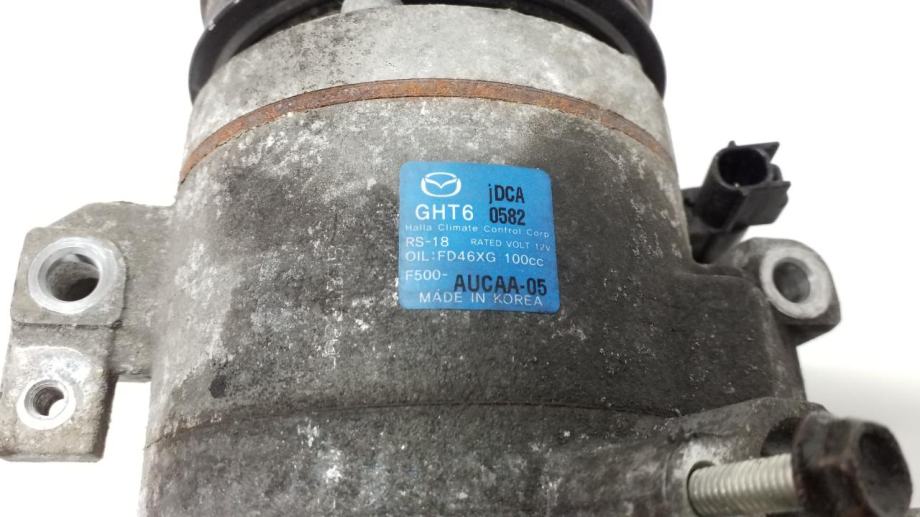 jDCA
GHT6 0582
Halla Climate Control Corp
RS-18 RATED VOLT 12V
OIL:FD46XG 100cc
F500-AUCAA-05
MADE IN KOREA